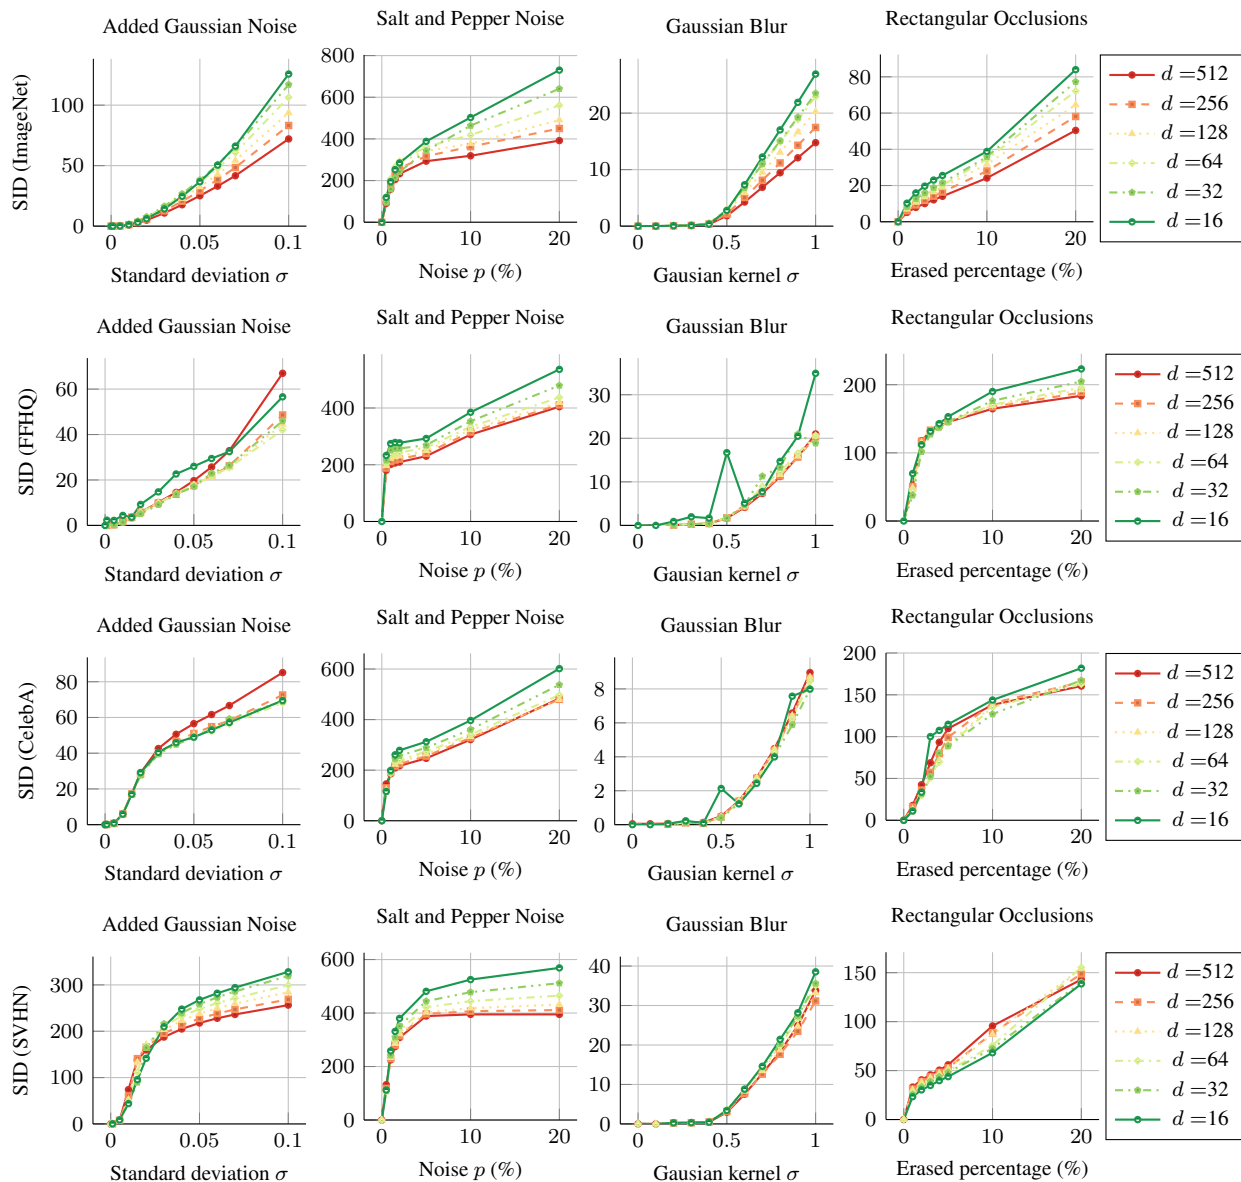 Added Gaussian Noise
Salt and Pepper Noise
Gaussian Blur
Rectangular Occlusions
SID (ImageNet)
0 50 100
0 0.05 0.1
Standard deviation σ
0 200 400 600 800
0 10 20
Noise p (%)
0 10 20
0 0.5 1
Gausian kernel σ
0 20 40 60 80
0 10 20
Erased percentage (%)
d =512
d =256
d =128
d =64
d =32
d =16
Added Gaussian Noise
Salt and Pepper Noise
Gaussian Blur
Rectangular Occlusions
SID (FFHQ)
0 20 40 60
0 0.05 0.1
Standard deviation σ
0 200 400
0 10 20
Noise p (%)
0 10 20 30
0 0.5 1
Gausian kernel σ
0 100 200
0 10 20
Erased percentage (%)
d =512
d =256
d =128
d =64
d =32
d =16
Added Gaussian Noise
Salt and Pepper Noise
Gaussian Blur
Rectangular Occlusions
SID (CelebA)
0 20 40 60 80
0 0.05 0.1
Standard deviation σ
0 200 400 600
0 10 20
Noise p (%)
0 2 4 6 8
0 0.5 1
Gausian kernel σ
0 50 100 150 200
0 10 20
Erased percentage (%)
d =512
d =256
d =128
d =64
d =32
d =16
Added Gaussian Noise
Salt and Pepper Noise
Gaussian Blur
Rectangular Occlusions
SID (SVHN)
0 100 200 300
0 0.05 0.1
Standard deviation σ
0 200 400 600
0 10 20
Noise p (%)
0 10 20 30 40
0 0.5 1
Gausian kernel σ
0 50 100 150
0 10 20
Erased percentage (%)
d =512
d =256
d =128
d =64
d =32
d =16